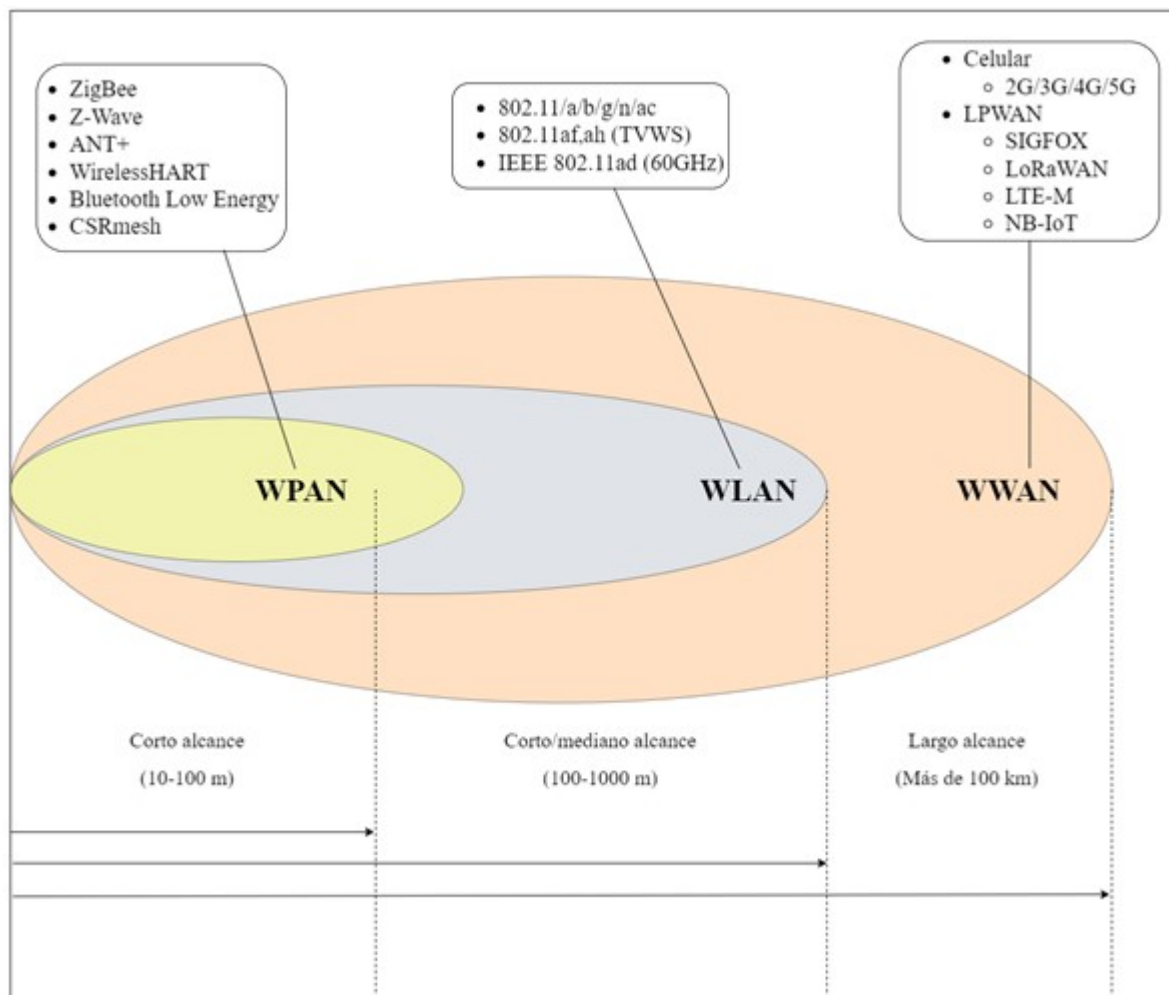 • ZigBee
• Z-Wave
• ANT+
• WirelessHART
• Bluetooth Low Energy
• CSRmesh
• 802.11/a/b/g/n/ac
• 802.11af,ah (TVWS)
• IEEE 802.11ad (60GHz)
• Celular
○ 2G/3G/4G/5G
• LPWAN
○ SIGFOX
○ LoRaWAN
○ LTE-M
○ NB-IoT
WPAN
WLAN
WWAN
Corto alcance
(10-100 m)
Corto/mediano alcance
(100-1000 m)
Largo alcance
(Más de 100 km)